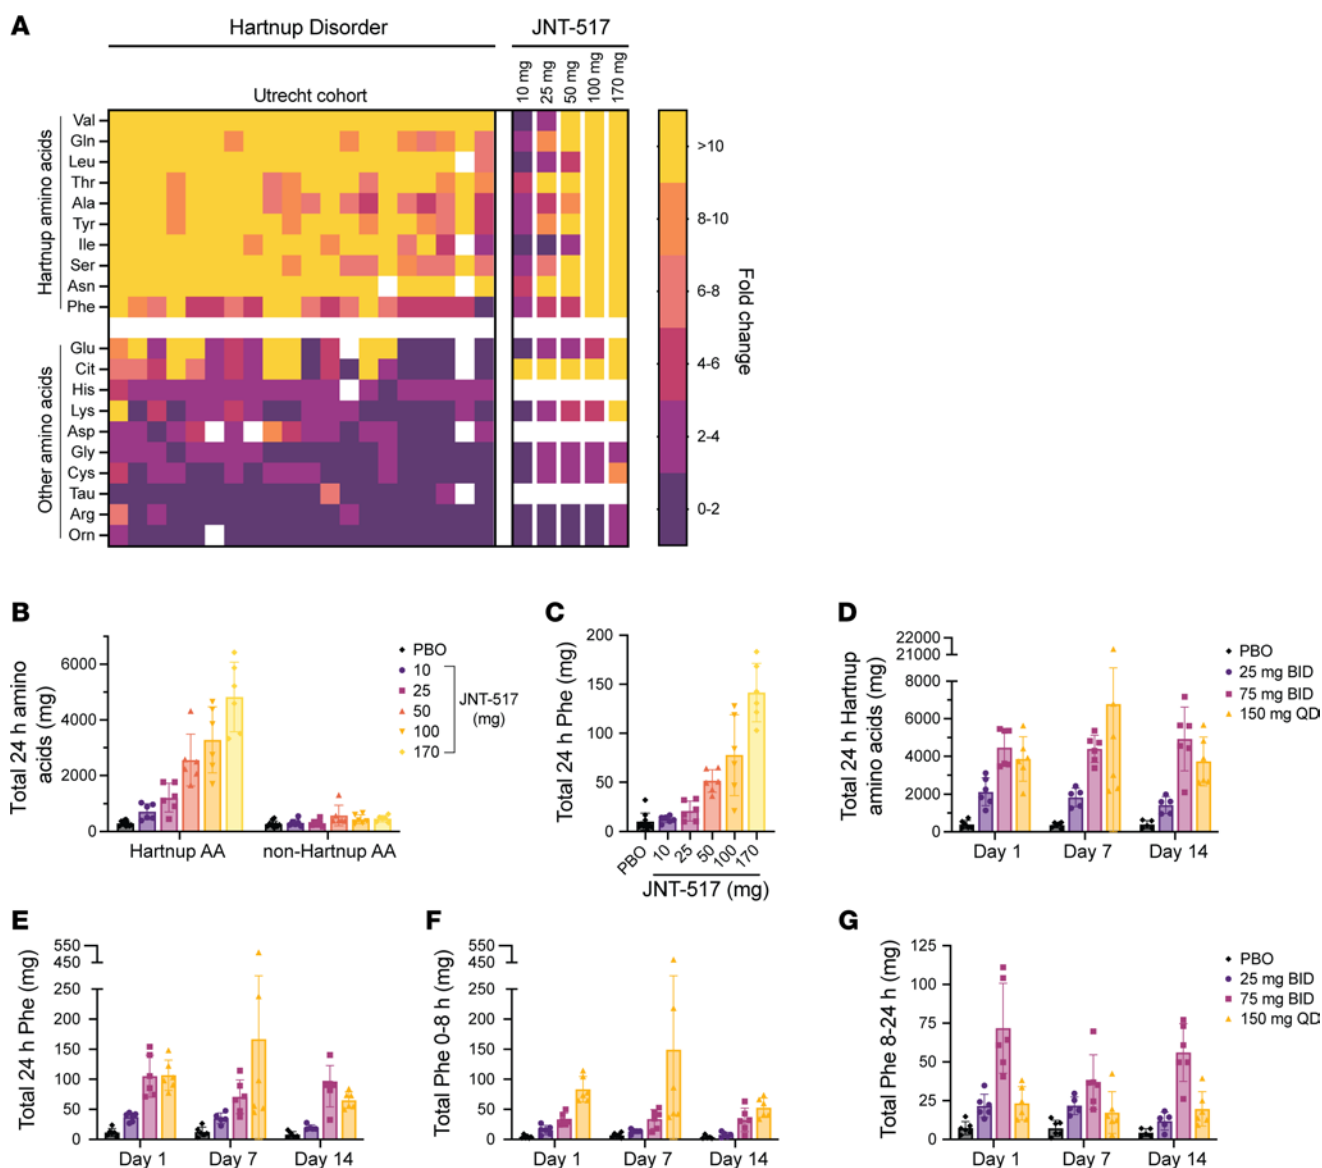 A
Hartnup Disorder
JNT-517
Utrecht cohort
10 mg
25 mg
50 mg
100 mg
170 mg
Hartnup amino acids
Val
Gln
Leu
Thr
Ala
Tyr
Ile
Ser
Asn
Phe
Other amino acids
Glu
Cit
His
Lys
Asp
Gly
Cys
Tau
Arg
Orn
>10
8-10
6-8
4-6
2-4
0-2
Fold change
B
Total 24 h amino
acids (mg)
6000
4000
2000
0
Hartnup AA
non-Hartnup AA
PBO
10
25
50
100
170
JNT-517
(mg)
C
Total 24 h Phe (mg)
200
150
100
50
0
PBO
10
25
50
100
170
JNT-517 (mg)
D
Total 24 h Hartnup
amino acids (mg)
22000
21000
8000
6000
4000
2000
0
Day 1
Day 7
Day 14
PBO
25 mg BID
75 mg BID
150 mg QD
E
Total 24 h Phe (mg)
550
450
250
200
150
100
50
0
Day 1
Day 7
Day 14
F
Total Phe 0-8 h (mg)
550
450
250
200
150
100
50
0
Day 1
Day 7
Day 14
G
Total Phe 8-24 h (mg)
125
100
75
50
25
0
Day 1
Day 7
Day 14
PBO
25 mg BID
75 mg BID
150 mg QD